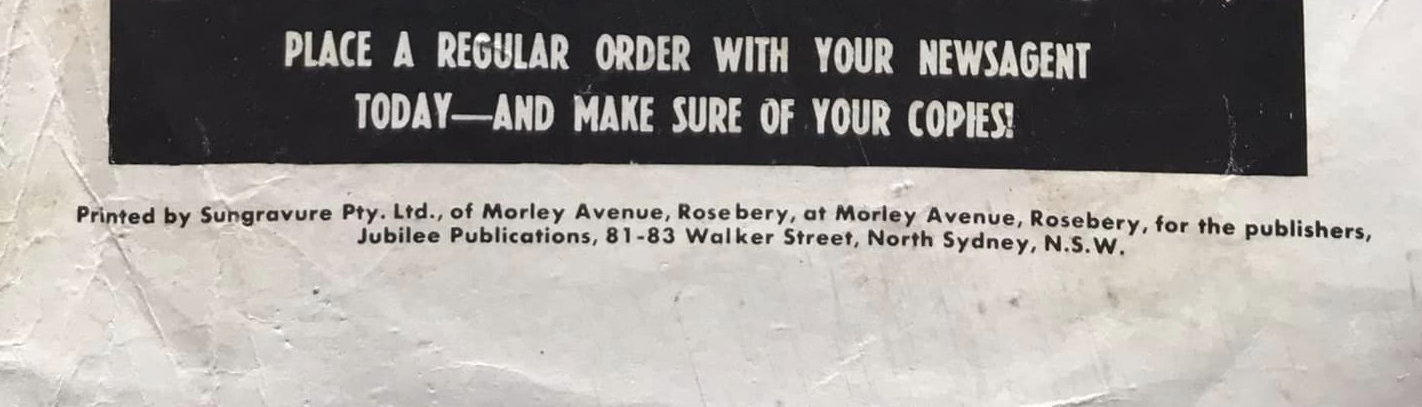 PLACE A REGULAR ORDER WITH YOUR NEWSAGENT
TODAY—AND MAKE SURE OF YOUR COPIES!
Printed by Sungravure Pty. Ltd., of Morley Avenue, Rosebery, at Morley Avenue, Rosebery, for the publishers,
Jubilee Publications, 81-83 Walker Street, North Sydney, N.S.W.